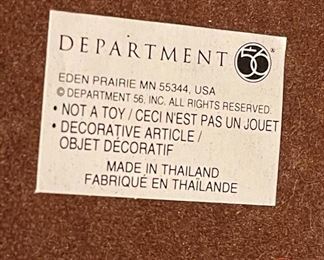 DEPARTMENT 56®
EDEN PRAIRIE MN 55344, USA
© DEPARTMENT 56, INC. ALL RIGHTS RESERVED.
• NOT A TOY / CECI N'EST PAS UN JOUET
• DECORATIVE ARTICLE /
OBJET DÉCORATIF
MADE IN THAILAND
FABRIQUÉ EN THAÏLANDE